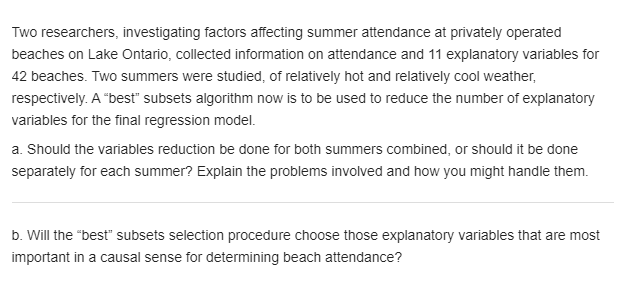 Two researchers, investigating factors affecting summer attendance at privately operated
beaches on Lake Ontario, collected information on attendance and 11 explanatory variables for
42 beaches. Two summers were studied, of relatively hot and relatively cool weather,
respectively. A “best” subsets algorithm now is to be used to reduce the number of explanatory
variables for the final regression model.
a. Should the variables reduction be done for both summers combined, or should it be done
separately for each summer? Explain the problems involved and how you might handle them.
b. Will the “best” subsets selection procedure choose those explanatory variables that are most
important in a causal sense for determining beach attendance?